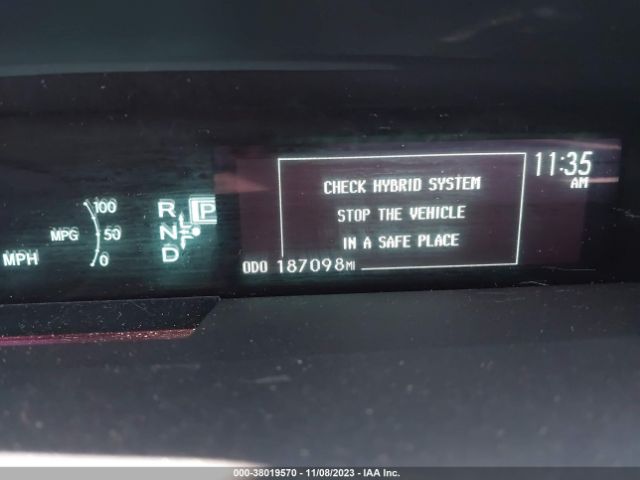 11:35
AM
CHECK HYBRID SYSTEM
STOP THE VEHICLE
IN A SAFE PLACE
ODO 187098MI
MPH
MPG
100
50
0
R
N
D
P
000-38019570 - 11/08/2023 - IAA Inc.